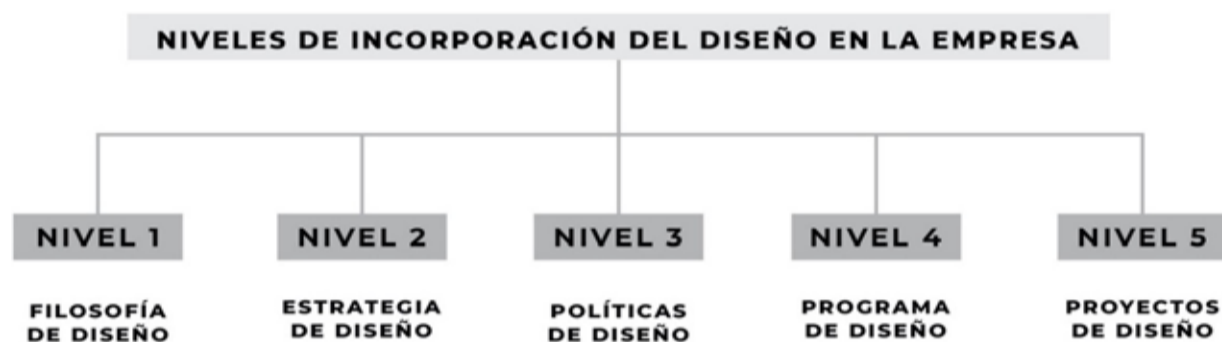 NIVELES DE INCORPORACIÓN DEL DISEÑO EN LA EMPRESA
NIVEL 1
NIVEL 2
NIVEL 3
NIVEL 4
NIVEL 5
FILOSOFÍA
DE DISEÑO
ESTRATEGIA
DE DISEÑO
POLÍTICAS
DE DISEÑO
PROGRAMA
DE DISEÑO
PROYECTOS
DE DISEÑO